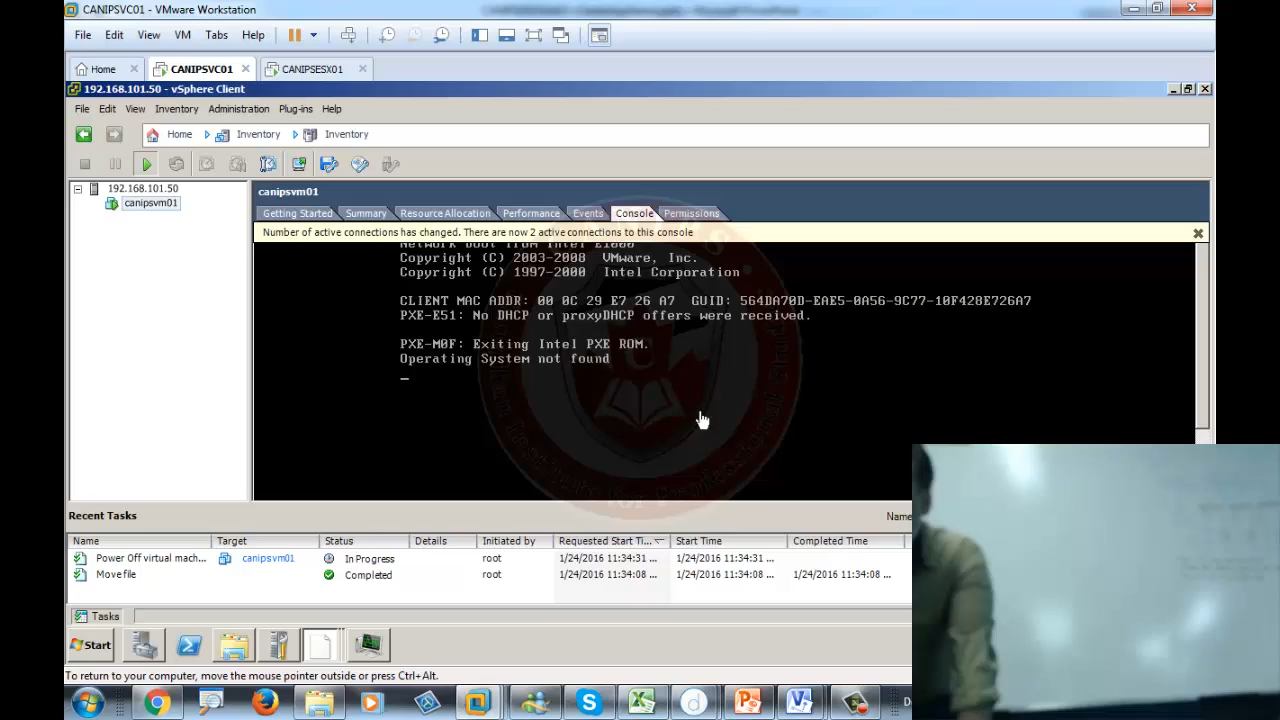 CANIPSVC01 - VMware Workstation
File Edit View VM Tabs Help
Home CANIPSVC01 CANIPSESX01
192.168.101.50 - vSphere Client
File Edit View Inventory Administration Plug-ins Help
Home Inventory Inventory
192.168.101.50
canipsvm01
canipsvm01
Getting Started Summary Resource Allocation Performance Events Console Permissions
Number of active connections has changed. There are now 2 active connections to this console
Network boot from Intel E1000
Copyright (C) 2003-2008 VMware, Inc.
Copyright (C) 1997-2000 Intel Corporation
CLIENT MAC ADDR: 00 0C 29 E7 26 A7 GUID: 564DA70D-EAE5-0A56-9C77-10F428E726A7
PXE-E51: No DHCP or proxyDHCP offers were received.
PXE-M0F: Exiting Intel PXE ROM.
Operating System not found
Recent Tasks
Name
Name Target Status Details Initiated by Requested Start Ti... Start Time Completed Time
Power Off virtual mach... canipsvm01 In Progress root 1/24/2016 11:34:31 ... 1/24/2016 11:34:31 ...
Move file Completed root 1/24/2016 11:34:08 ... 1/24/2016 11:34:08 ... 1/24/2016 11:34:08 ...
Tasks
Start
To return to your computer, move the mouse pointer outside or press Ctrl+Alt.